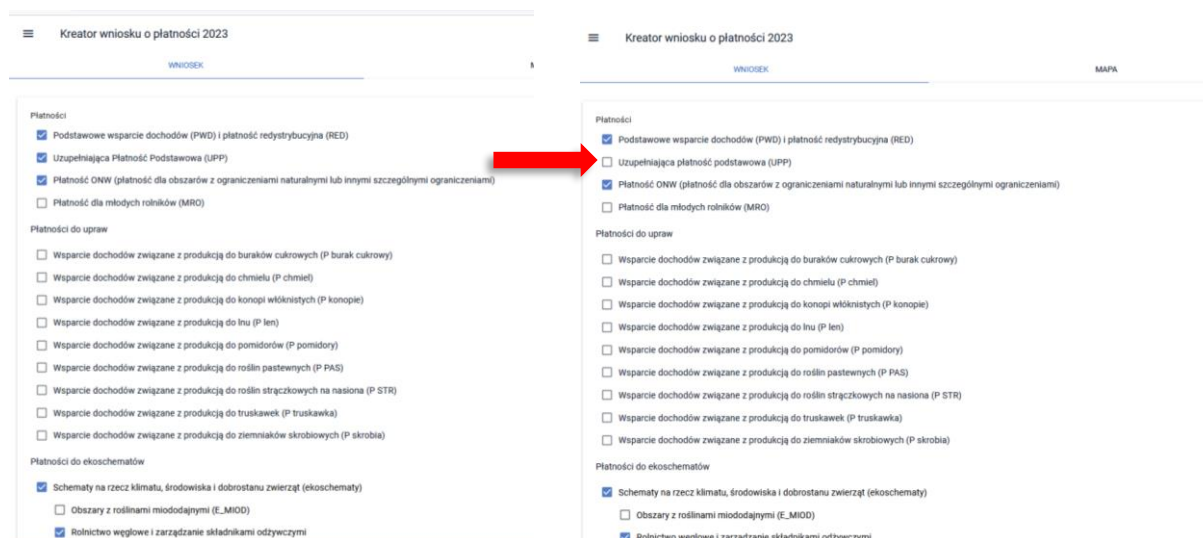 Kreator wniosku o płatności 2023
WNIOSEK
Płatności
Podstawowe wsparcie dochodów (PWD) i płatność redystrybucyjna (RED)
Uzupełniająca Płatność Podstawowa (UPP)
Płatność ONW (płatność dla obszarów z ograniczeniami naturalnymi lub innymi szczególnymi ograniczeniami)
Płatność dla młodych rolników (MRO)
Płatności do upraw
Wsparcie dochodów związane z produkcją do buraków cukrowych (P burak cukrowy)
Wsparcie dochodów związane z produkcją do chmielu (P chmiel)
Wsparcie dochodów związane z produkcją do konopi włóknistych (P konopie)
Wsparcie dochodów związane z produkcją do lnu (P len)
Wsparcie dochodów związane z produkcją do pomidorów (P pomidory)
Wsparcie dochodów związane z produkcją do roślin pastewnych (P PAS)
Wsparcie dochodów związane z produkcją do roślin strączkowych na nasiona (P STR)
Wsparcie dochodów związane z produkcją do truskawek (P truskawka)
Wsparcie dochodów związane z produkcją do ziemniaków skrobiowych (P skrobia)
Płatności do ekoschematów
Schematy na rzecz klimatu, środowiska i dobrostanu zwierząt (ekoschematy)
Obszary z roślinami miododajnymi (E_MIOD)
Rolnictwo węglowe i zarządzanie składnikami odżywczymi
Kreator wniosku o płatności 2023
WNIOSEK
MAPA
Płatności
Podstawowe wsparcie dochodów (PWD) i płatność redystrybucyjna (RED)
Uzupełniająca płatność podstawowa (UPP)
Płatność ONW (płatność dla obszarów z ograniczeniami naturalnymi lub innymi szczególnymi ograniczeniami)
Płatność dla młodych rolników (MRO)
Płatności do upraw
Wsparcie dochodów związane z produkcją do buraków cukrowych (P burak cukrowy)
Wsparcie dochodów związane z produkcją do chmielu (P chmiel)
Wsparcie dochodów związane z produkcją do konopi włóknistych (P konopie)
Wsparcie dochodów związane z produkcją do lnu (P len)
Wsparcie dochodów związane z produkcją do pomidorów (P pomidory)
Wsparcie dochodów związane z produkcją do roślin pastewnych (P PAS)
Wsparcie dochodów związane z produkcją do roślin strączkowych na nasiona (P STR)
Wsparcie dochodów związane z produkcją do truskawek (P truskawka)
Wsparcie dochodów związane z produkcją do ziemniaków skrobiowych (P skrobia)
Płatności do ekoschematów
Schematy na rzecz klimatu, środowiska i dobrostanu zwierząt (ekoschematy)
Obszary z roślinami miododajnymi (E_MIOD)
Rolnictwo węglowe i zarządzanie składnikami odżywczymi